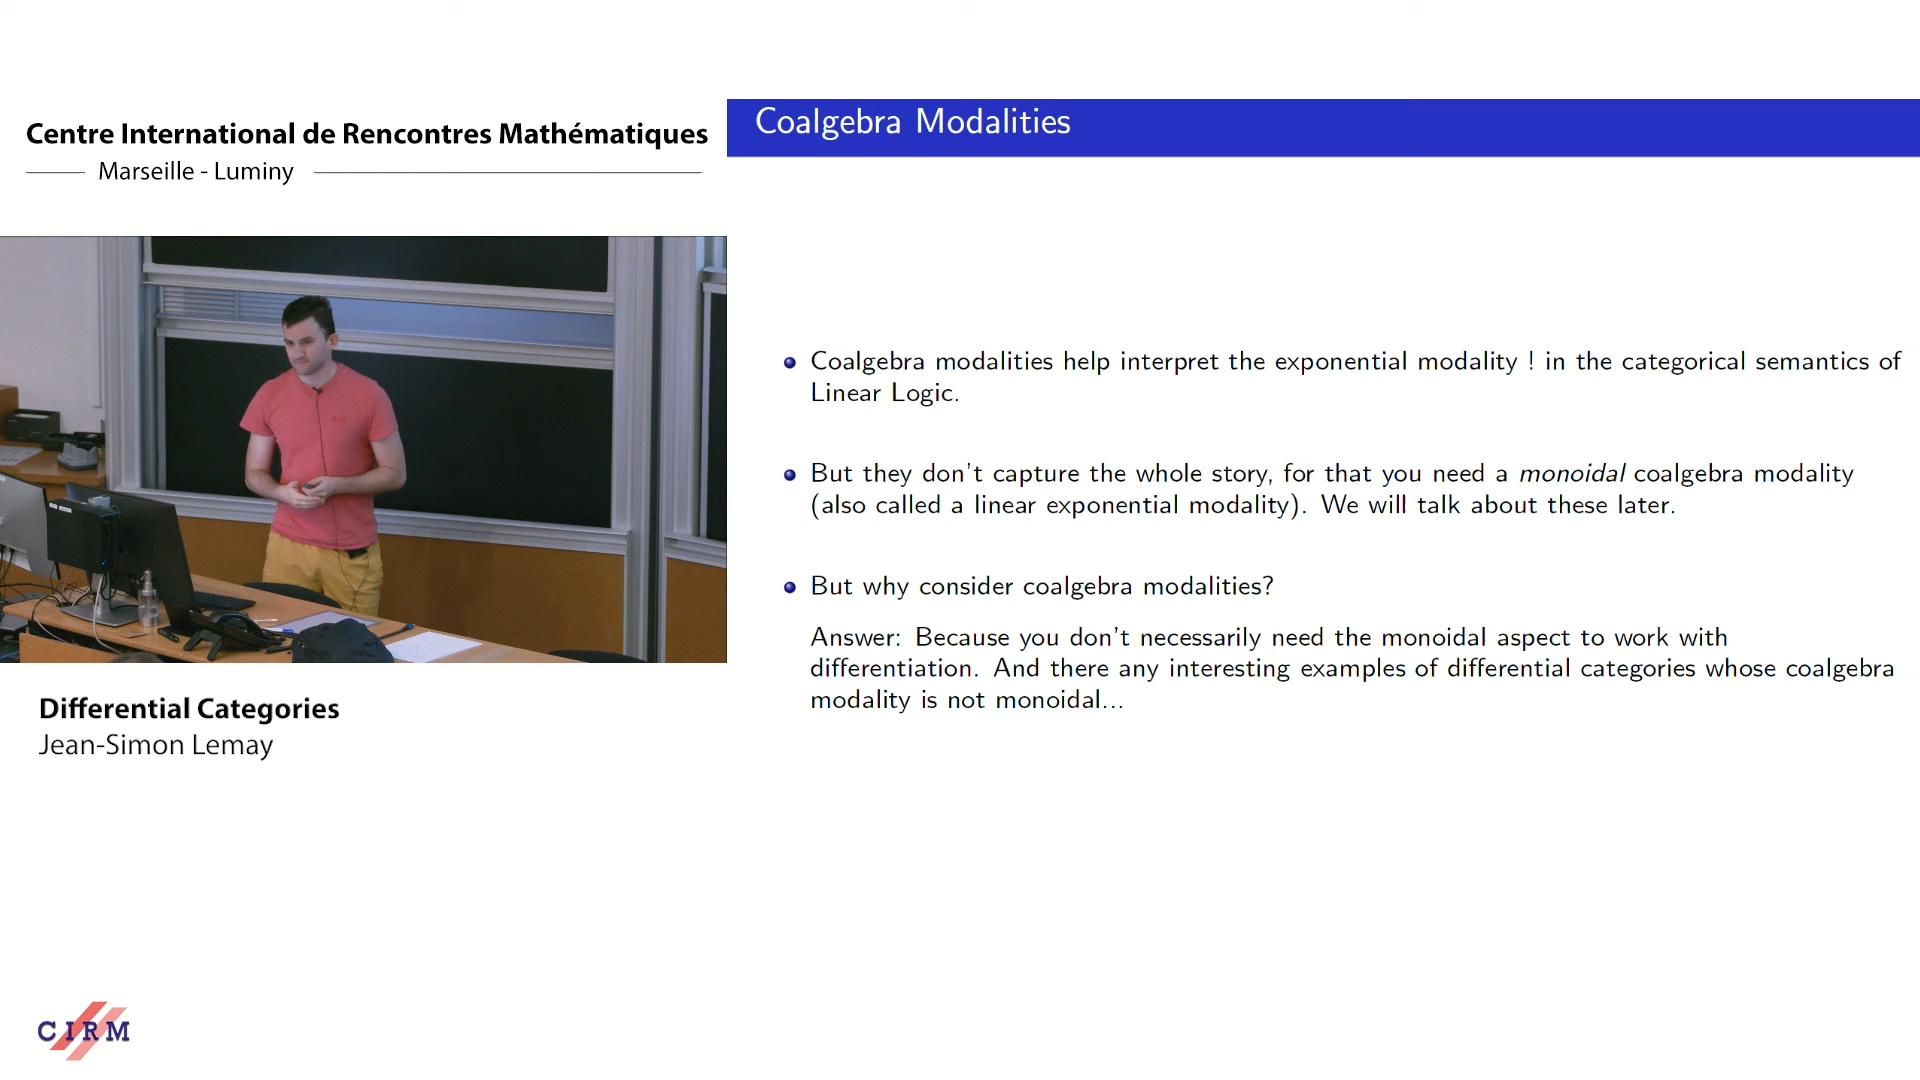 Centre International de Rencontres Mathématiques
Marseille - Luminy
Coalgebra Modalities
Coalgebra modalities help interpret the exponential modality ! in the categorical semantics of
Linear Logic.
But they don't capture the whole story, for that you need a monoidal coalgebra modality
(also called a linear exponential modality). We will talk about these later.
But why consider coalgebra modalities?
Answer: Because you don't necessarily need the monoidal aspect to work with
differentiation. And there any interesting examples of differential categories whose coalgebra
modality is not monoidal...
Differential Categories
Jean-Simon Lemay
CIRM